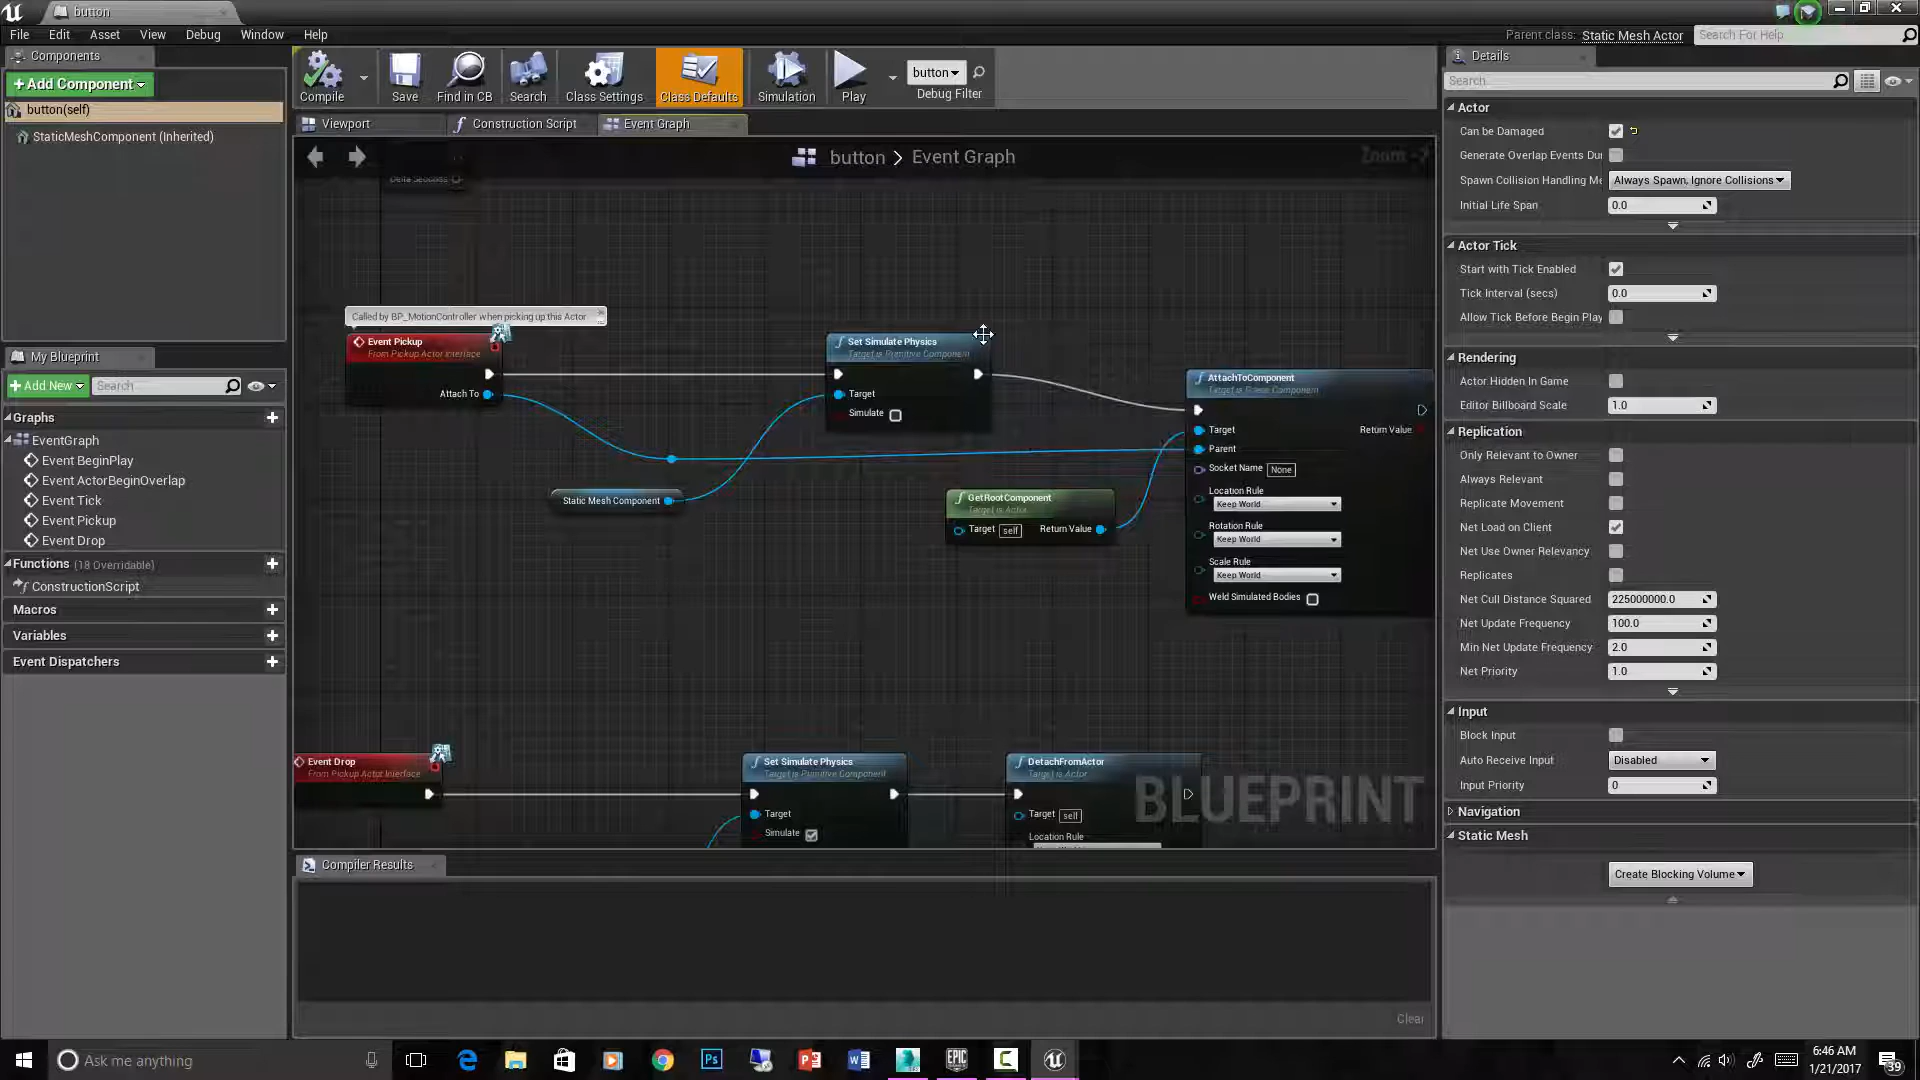 button
File Edit Asset View Debug Window Help
Parent class: Static Mesh Actor
Search For Help
Components
+Add Component
button(self)
StaticMeshComponent (Inherited)
Compile
Save
Find in CB
Search
Class Settings
Class Defaults
Simulation
Play
button
Debug Filter
Viewport
Construction Script
Event Graph
button > Event Graph
Zoom -7
Delta Seconds
Called by BP_MotionController when picking up this Actor
Event Pickup
From Pickup Actor Interface
Attach To
Set Simulate Physics
Target is Primitive Component
Target
Simulate
Static Mesh Component
GetRootComponent
Target is Actor
Target self
Return Value
AttachToComponent
Target is Scene Component
Target
Return Value
Parent
Socket Name None
Location Rule
Keep World
Rotation Rule
Keep World
Scale Rule
Keep World
Weld Simulated Bodies
Event Drop
From Pickup Actor Interface
Set Simulate Physics
Target is Primitive Component
Target
Simulate
DetachFromActor
Target is Actor
Target self
Location Rule
BLUEPRINT
My Blueprint
+Add New
Search
Graphs
EventGraph
Event BeginPlay
Event ActorBeginOverlap
Event Tick
Event Pickup
Event Drop
Functions (18 Overridable)
ConstructionScript
Macros
Variables
Event Dispatchers
Compiler Results
Clear
Details
Search
Actor
Can be Damaged
Generate Overlap Events Du
Spawn Collision Handling Me
Always Spawn, Ignore Collisions
Initial Life Span 0.0
Actor Tick
Start with Tick Enabled
Tick Interval (secs) 0.0
Allow Tick Before Begin Play
Rendering
Actor Hidden In Game
Editor Billboard Scale 1.0
Replication
Only Relevant to Owner
Always Relevant
Replicate Movement
Net Load on Client
Net Use Owner Relevancy
Replicates
Net Cull Distance Squared 225000000.0
Net Update Frequency 100.0
Min Net Update Frequency 2.0
Net Priority 1.0
Input
Block Input
Auto Receive Input Disabled
Input Priority 0
Navigation
Static Mesh
Create Blocking Volume
Ask me anything
EPIC
6:46 AM
1/21/2017
39